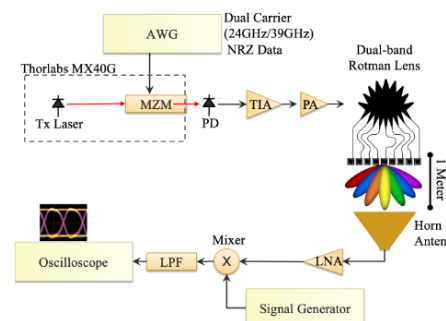 AWG
Dual Carrier
(24GHz/39GHz)
NRZ Data
Dual-band
Rotman Lens
Thorlabs MX40G
Tx Laser
MZM
PD
TIA
PA
1 Meter
Horn
Anten
Mixer
Oscilloscope
LPF
X
LNA
Signal Generator